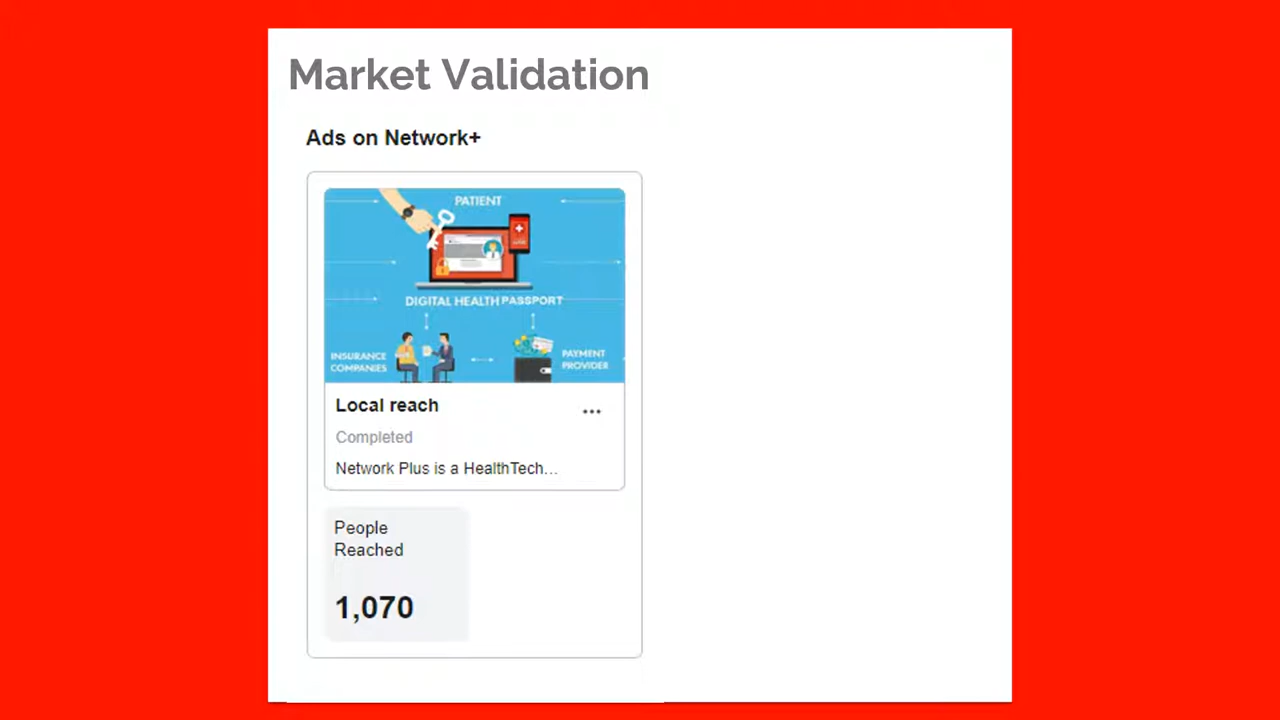 Market Validation
Ads on Network+
PATIENT
DIGITAL HEALTH PASSPORT
INSURANCE
COMPANIES
PAYMENT
PROVIDER
Local reach
Completed
Network Plus is a HealthTech...
People
Reached
1,070